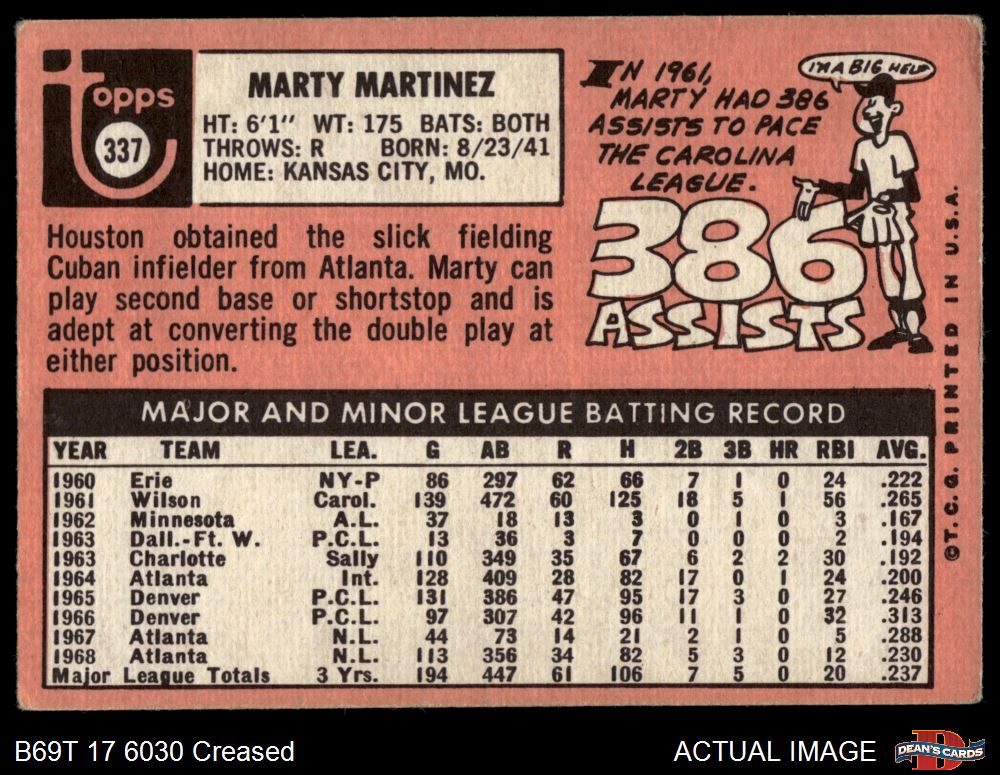 Topps
337
MARTY MARTINEZ
HT: 6'1" WT: 175 BATS: BOTH
THROWS: R BORN: 8/23/41
HOME: KANSAS CITY, MO.
Houston obtained the slick fielding
Cuban infielder from Atlanta. Marty can
play second base or shortstop and is
adept at converting the double play at
either position.
IN 1961,
MARTY HAD 386
ASSISTS TO PACE
THE CAROLINA
LEAGUE.
I'M A BIG HELP
386
ASSISTS
MAJOR AND MINOR LEAGUE BATTING RECORD
YEAR TEAM LEA. G AB R H 2B 3B HR RBI AVG.
1960 Erie NY-P 86 297 62 66 7 1 0 24 .222
1961 Wilson Carol. 139 472 60 125 18 5 1 56 .265
1962 Minnesota A.L. 37 18 13 3 0 1 0 3 .167
1963 Dall.-Ft. W. P.C.L. 13 36 3 7 0 0 0 2 .194
1963 Charlotte Sally 110 349 35 67 6 2 2 30 .192
1964 Atlanta Int. 128 409 28 82 17 0 1 24 .200
1965 Denver P.C.L. 131 386 47 95 17 3 0 27 .246
1966 Denver P.C.L. 97 307 42 96 11 1 0 32 .313
1967 Atlanta N.L. 44 73 14 21 2 1 0 5 .288
1968 Atlanta N.L. 113 356 34 82 5 3 0 12 .230
Major League Totals 3 Yrs. 194 447 61 106 7 5 0 20 .237
©T.C.G. PRINTED IN U.S.A.
B69T 17 6030 Creased
ACTUAL IMAGE
DEAN'S CARDS